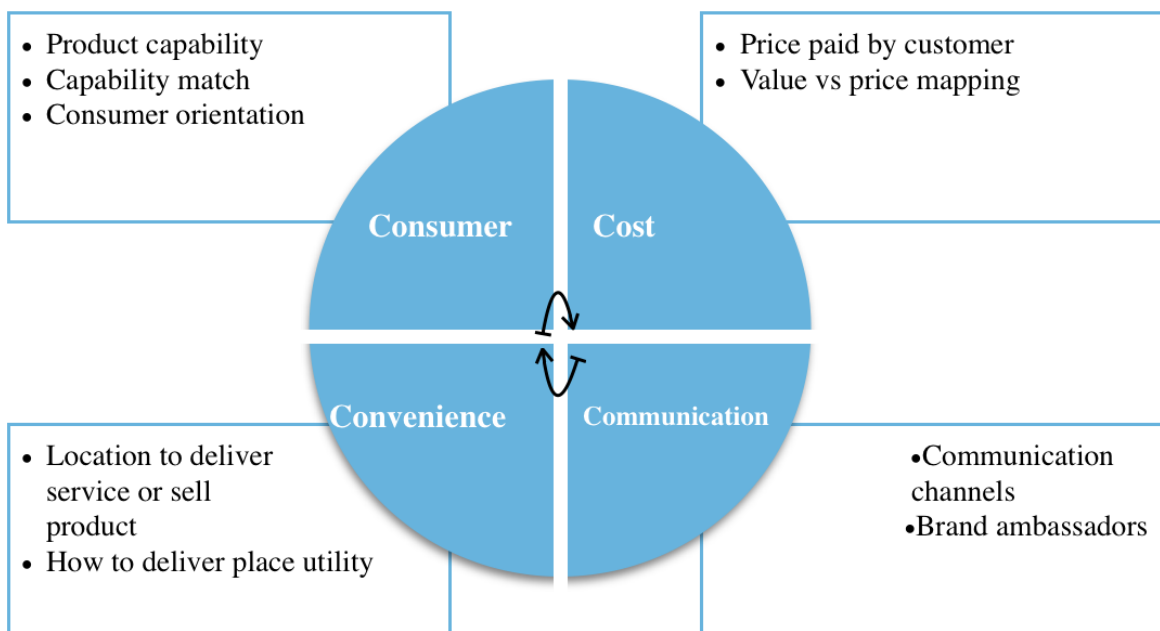 • Product capability
• Capability match
• Consumer orientation
• Price paid by customer
• Value vs price mapping
Consumer
Cost
Convenience
Communication
• Location to deliver
service or sell
product
• How to deliver place utility
•Communication
channels
•Brand ambassadors